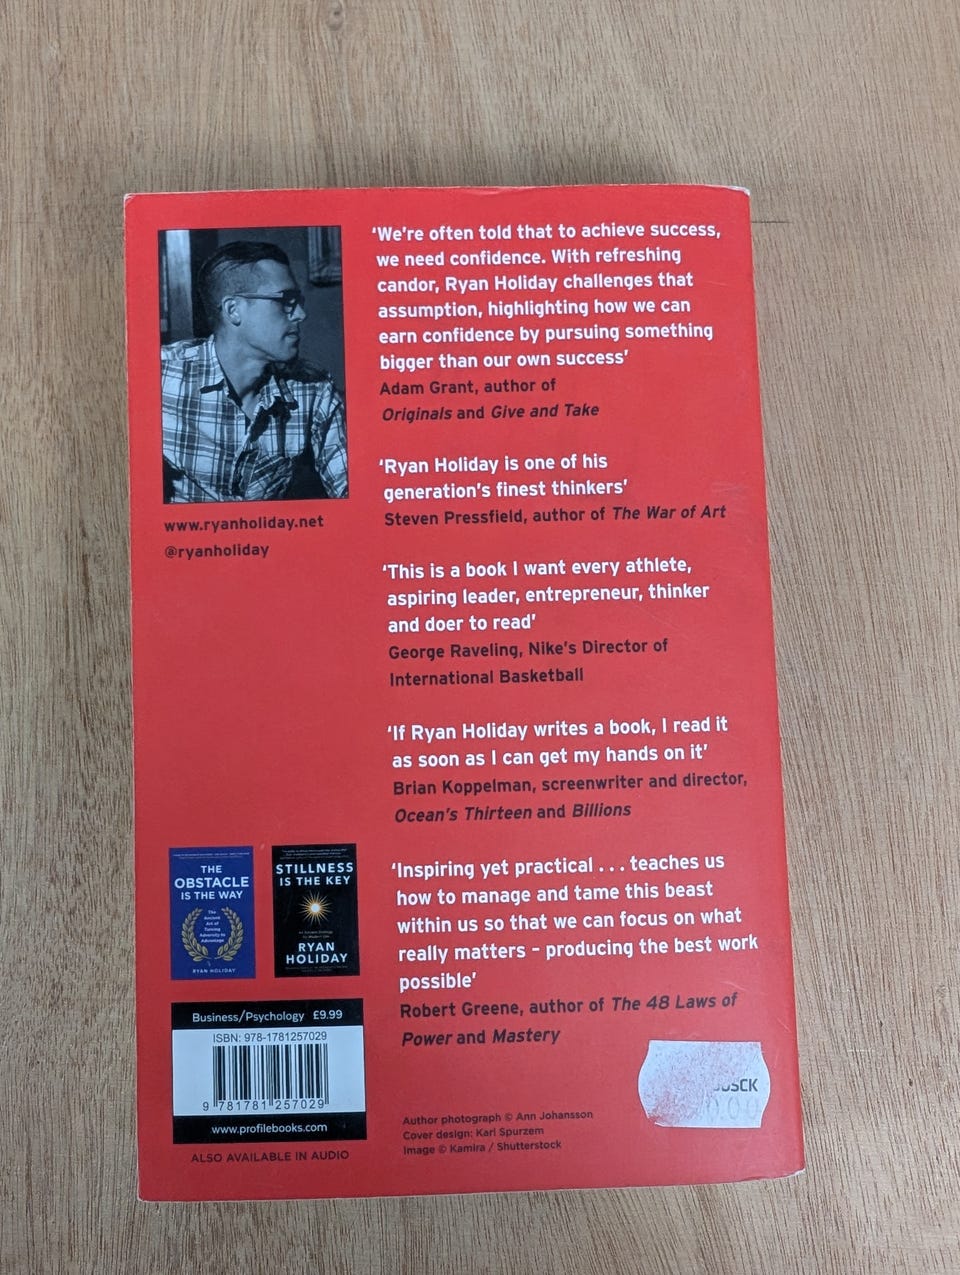 'We're often told that to achieve success,
we need confidence. With refreshing
candor, Ryan Holiday challenges that
assumption, highlighting how we can
earn confidence by pursuing something
bigger than our own success'
Adam Grant, author of
Originals and Give and Take
'Ryan Holiday is one of his
generation's finest thinkers'
Steven Pressfield, author of The War of Art
www.ryanholiday.net
@ryanholiday
'This is a book I want every athlete,
aspiring leader, entrepreneur, thinker
and doer to read'
George Raveling, Nike's Director of
International Basketball
'If Ryan Holiday writes a book, I read it
as soon as I can get my hands on it'
Brian Koppelman, screenwriter and director,
Ocean's Thirteen and Billions
'Inspiring yet practical . . . teaches us
how to manage and tame this beast
within us so that we can focus on what
really matters – producing the best work
possible'
Robert Greene, author of The 48 Laws of
Power and Mastery
THE
OBSTACLE
IS THE WAY
The
Ancient
Art of
Turning
Adversity to
Advantage
RYAN HOLIDAY
STILLNESS
IS THE KEY
RYAN
HOLIDAY
Business/Psychology £9.99
ISBN: 978-1781257029
9 781781 257029
www.profilebooks.com
ALSO AVAILABLE IN AUDIO
Author photograph © Ann Johansson
Cover design: Karl Spurzem
Image © Kamira / Shutterstock